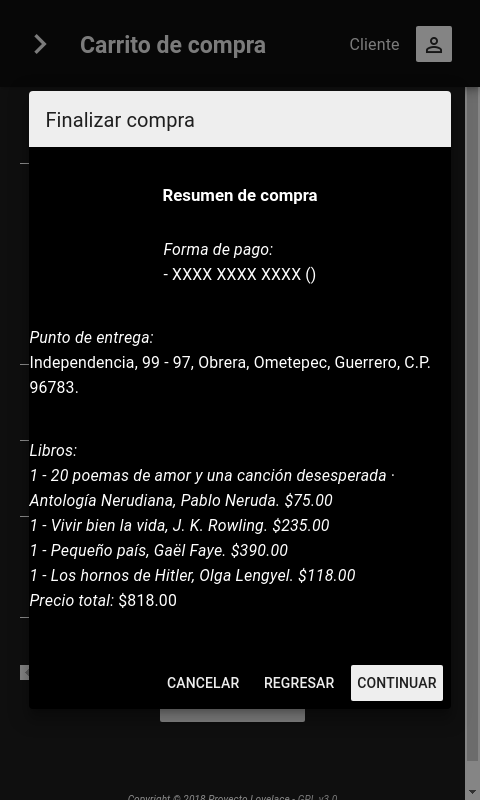 Carrito de compra
Cliente
Finalizar compra
Resumen de compra
Forma de pago:
- XXXX XXXX XXXX ()
Punto de entrega:
Independencia, 99 - 97, Obrera, Ometepec, Guerrero, C.P.
96783.
Libros:
1 - 20 poemas de amor y una canción desesperada ·
Antología Nerudiana, Pablo Neruda. $75.00
1 - Vivir bien la vida, J. K. Rowling. $235.00
1 - Pequeño país, Gaël Faye. $390.00
1 - Los hornos de Hitler, Olga Lengyel. $118.00
Precio total: $818.00
CANCELAR REGRESAR CONTINUAR
Copyright © 2018 Proyecto Lovelace - GPL v3.0